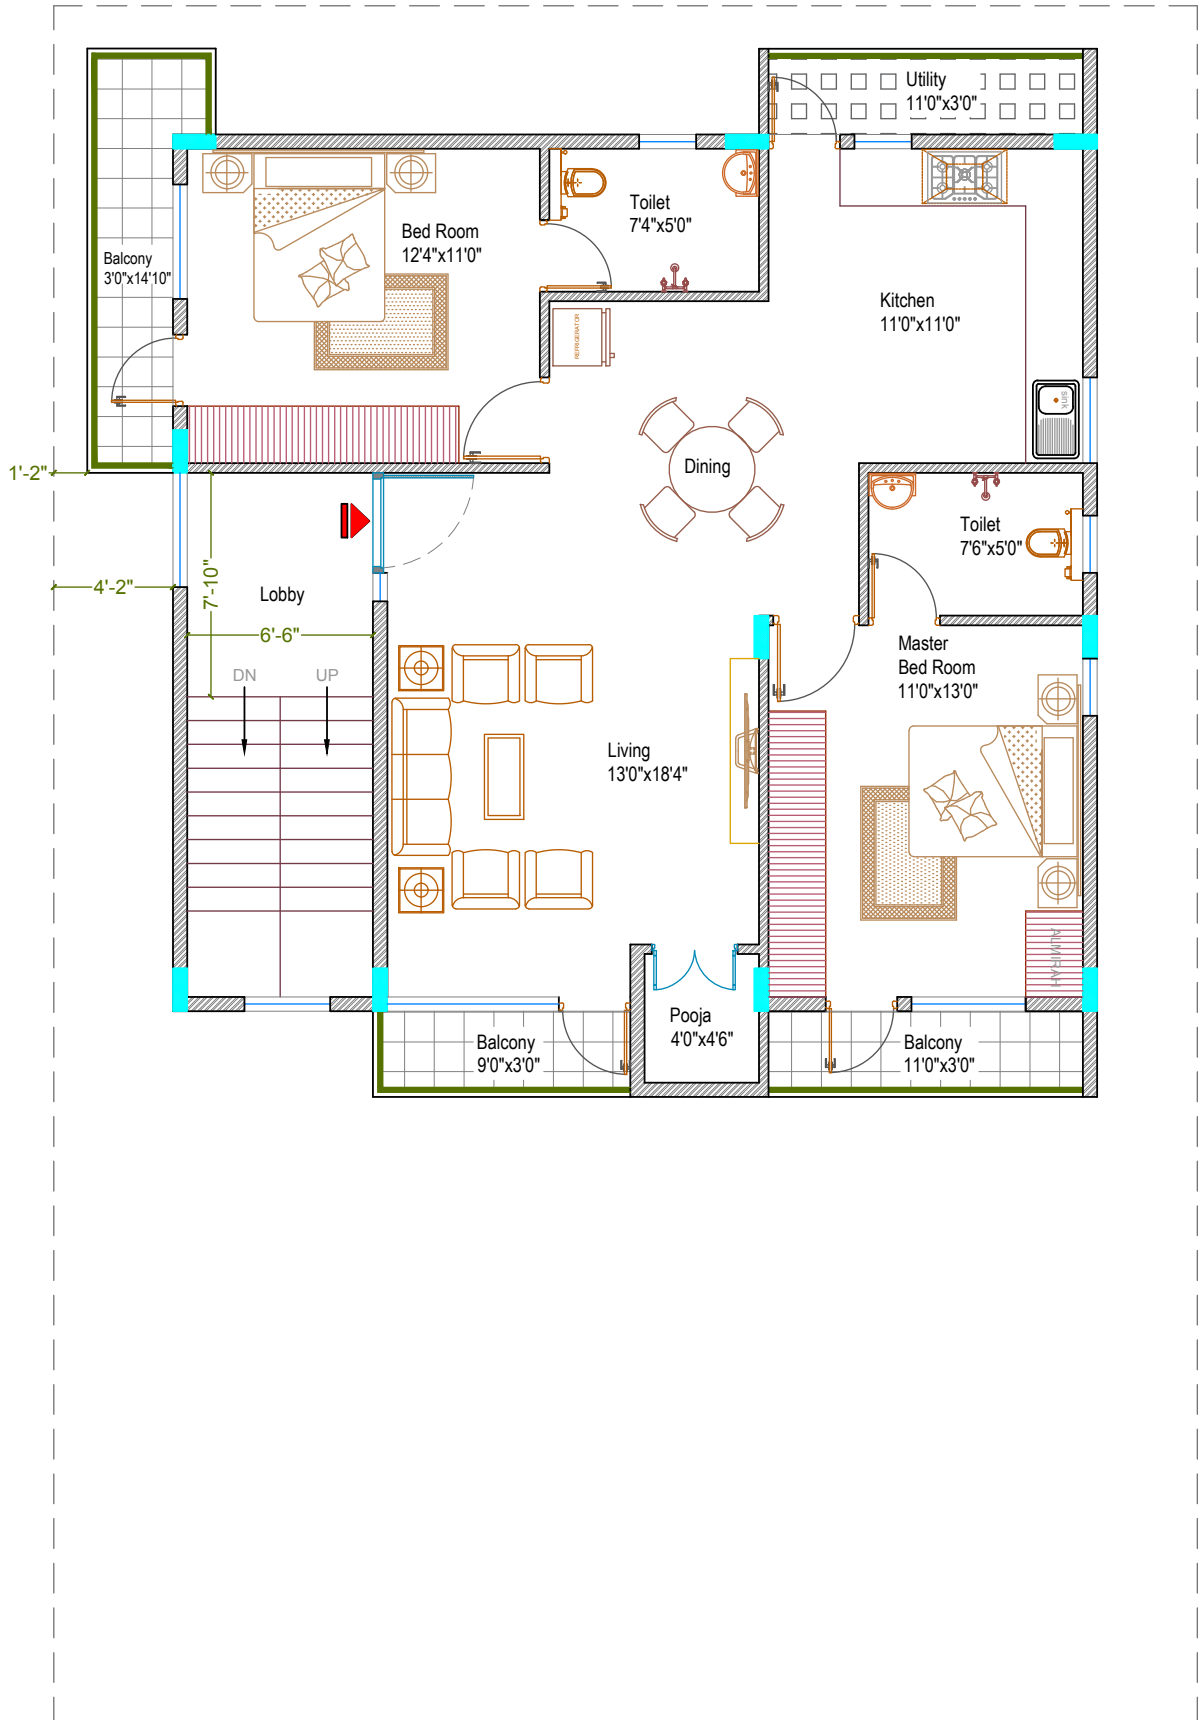 Utility
11'0"x3'0"
Toilet
7'4"x5'0"
Bed Room
12'4"x11'0"
Balcony
3'0"x14'10"
Kitchen
11'0"x11'0"
REFRIGERATOR
sink
Dining
1'-2"
Toilet
7'6"x5'0"
4'-2"
7'-10"
Lobby
6'-6"
Master
Bed Room
11'0"x13'0"
DN
UP
Living
13'0"x18'4"
ALMIRAH
Pooja
4'0"x4'6"
Balcony
9'0"x3'0"
Balcony
11'0"x3'0"